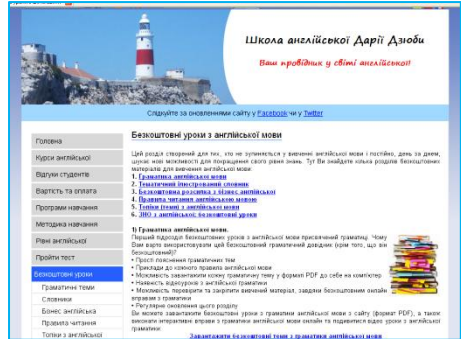 Школа англійської Дарії Дзюби
Ваш провідник у світі англійської!
Слідкуйте за оновленнями сайту у Facebook чи у Twitter
Головна
Курси англійської
Відгуки студентів
Вартість та оплата
Програми навчання
Методика навчання
Рівні англійської
Пройти тест
Безкоштовні уроки
Граматичні теми
Словники
Бізнес англійська
Правила читання
Топіки з англійської
Безкоштовні уроки з англійської мови
Цей розділ створений для тих, хто не зупиняється у вивченні англійської мови і постійно, день за днем,
шукає нові можливості для покращення свого рівня знань. Тут Ви знайдете кілька розділів безкоштовних
матеріалів для вивчення англійської мови:
1. Граматика англійської мови
2. Тематичний ілюстрований словник
3. Безкоштовна розсилка з бізнес англійської
4. Правила читання англійською мовою
5. Топіки (теми) з англійської мови
6. ЗНО з англійської: безкоштовні уроки
1) Граматика англійської мови.
Перший підрозділ безкоштовних уроків з англійської мови присвячений граматиці. Чому
Вам варто використовувати цей безкоштовний граматичний довідник (крім того, що він
безкоштовний)?
• Прості пояснення граматичних тем
• Приклади до кожного правила англійської мови
• Можливість завантажити кожну граматичну тему у форматі PDF до себе на комп'ютер
• Наявність відеоуроків з англійської граматики
• Можливість перевірити та закріпити вивчений матеріал, завдяки безкоштовним онлайн
вправам з граматики
• Регулярне оновлення цього розділу
Ви можете завантажити безкоштовні уроки з граматики англійської мови з сайту (формат PDF), а також
виконати інтерактивні вправи з граматики англійської мови онлайн та подивитися відео уроки з англійської
граматики:
Завантажити безкоштовні теми з граматики англійської мови